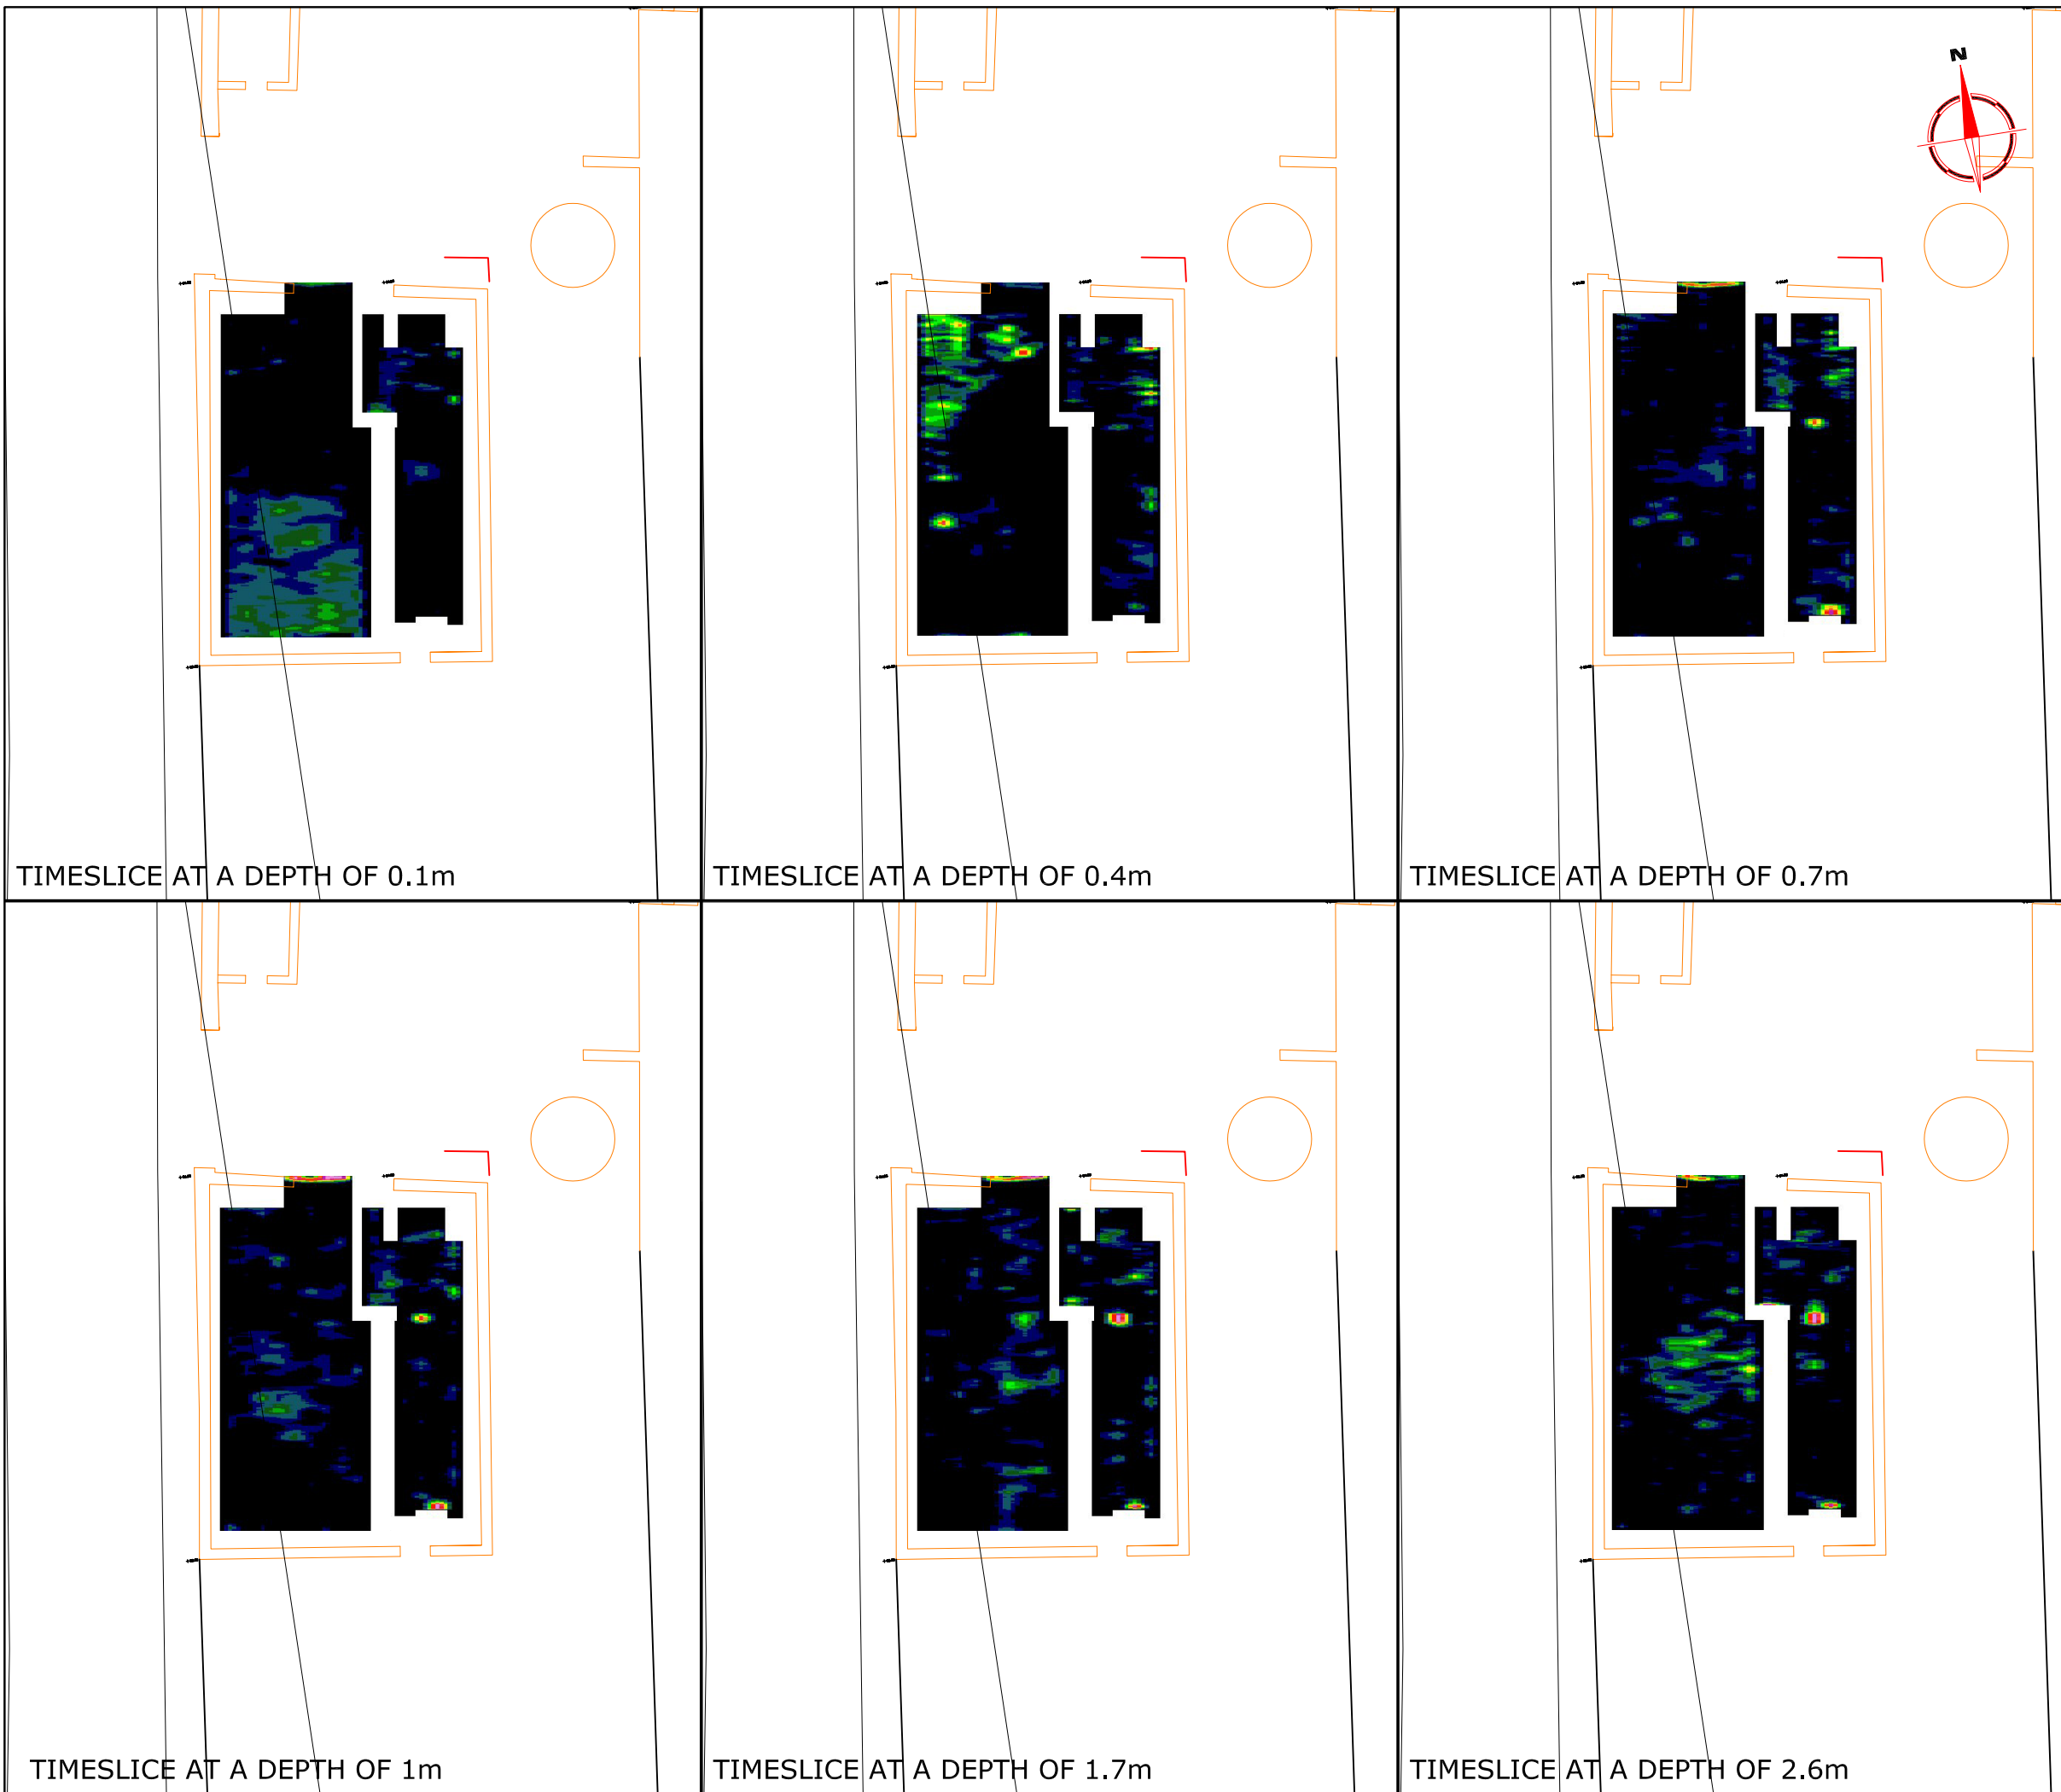 N
TIMESLICE AT A DEPTH OF 0.1m
TIMESLICE AT A DEPTH OF 0.4m
TIMESLICE AT A DEPTH OF 0.7m
TIMESLICE AT A DEPTH OF 1m
TIMESLICE AT A DEPTH OF 1.7m
TIMESLICE AT A DEPTH OF 2.6m